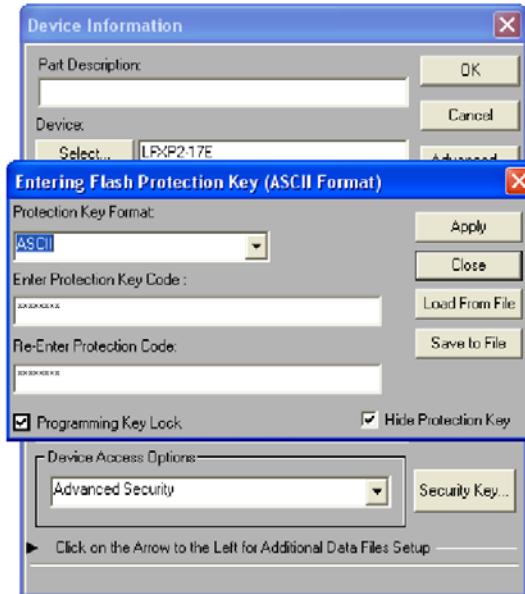 Device Information
Part Description:
OK
Device:
Cancel
Select... LFXP2-17E
Advanced
Entering Flash Protection Key (ASCII Format)
Protection Key Format:
Apply
ASCII
Close
Enter Protection Key Code :
Load From File
xxxxxxxx
Re-Enter Protection Code:
Save to File
xxxxxxxx
Programming Key Lock
Hide Protection Key
Device Access Options
Advanced Security
Security Key...
Click on the Arrow to the Left for Additional Data Files Setup